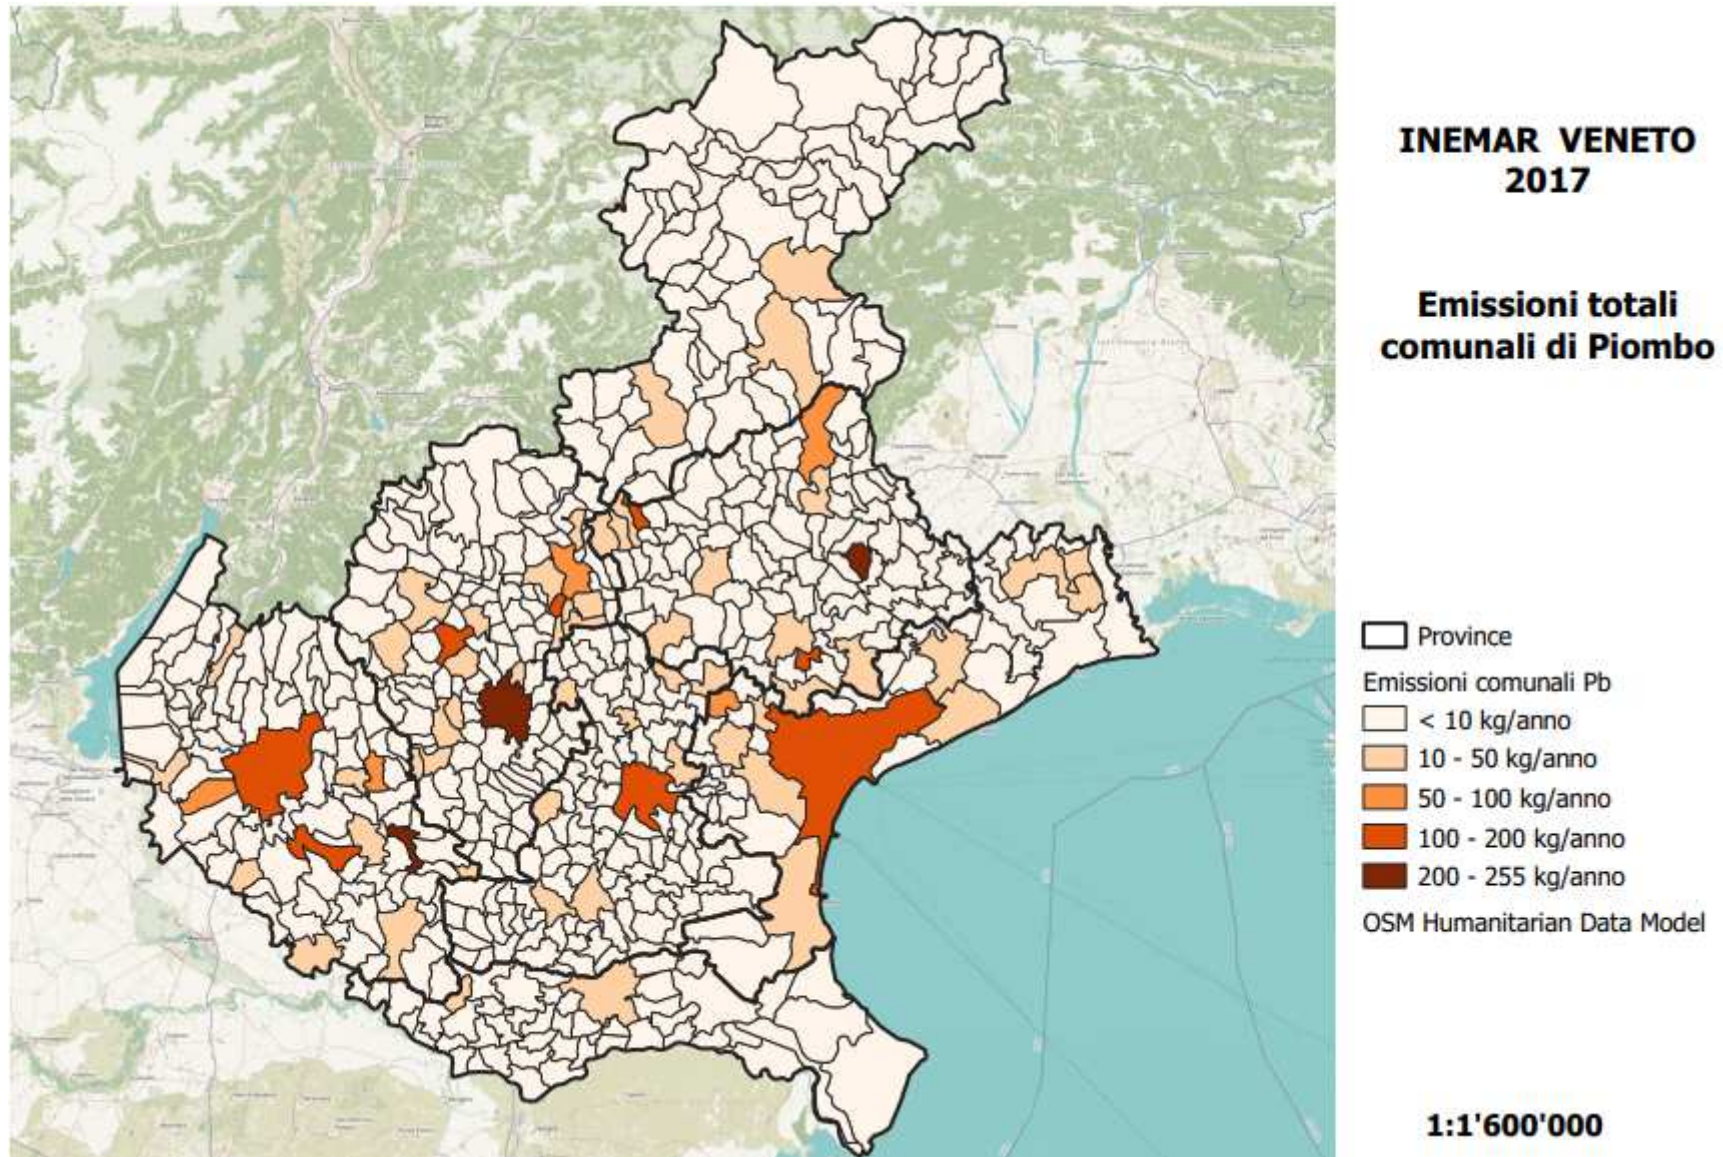 INEMAR VENETO
2017
Emissioni totali
comunali di Piombo
Province
Emissioni comunali Pb
< 10 kg/anno
10 - 50 kg/anno
50 - 100 kg/anno
100 - 200 kg/anno
200 - 255 kg/anno
OSM Humanitarian Data Model
1:1'600'000